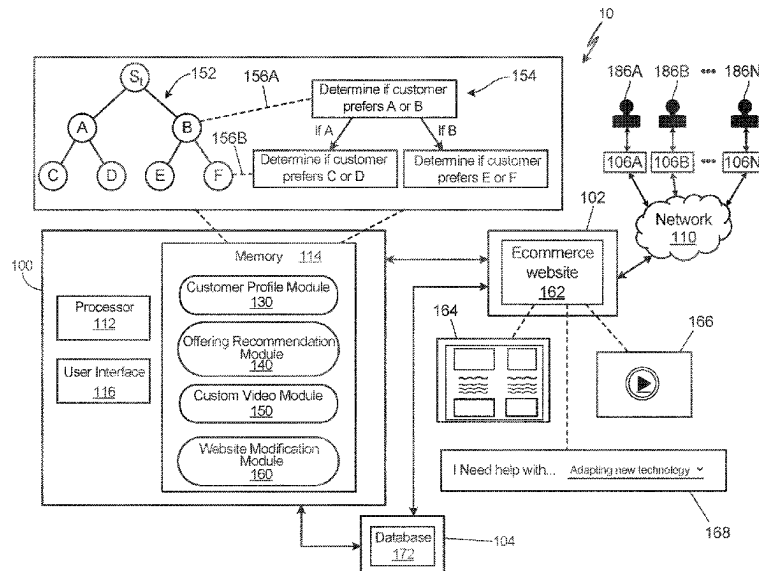 10
186A 186B ••• 186N
106A 106B ••• 106N
Network
110
152
156A
154
St
A
B
C
D
E
F
156B
Determine if customer
prefers A or B
If A
If B
Determine if customer
prefers C or D
Determine if customer
prefers E or F
100
Processor
112
User Interface
116
Memory 114
Customer Profile Module
130
Offering Recommendation
Module
140
Custom Video Module
150
Website Modification
Module
160
102
Ecommerce
website
162
164
166
I Need help with... Adapting new technology
168
Database
172
104